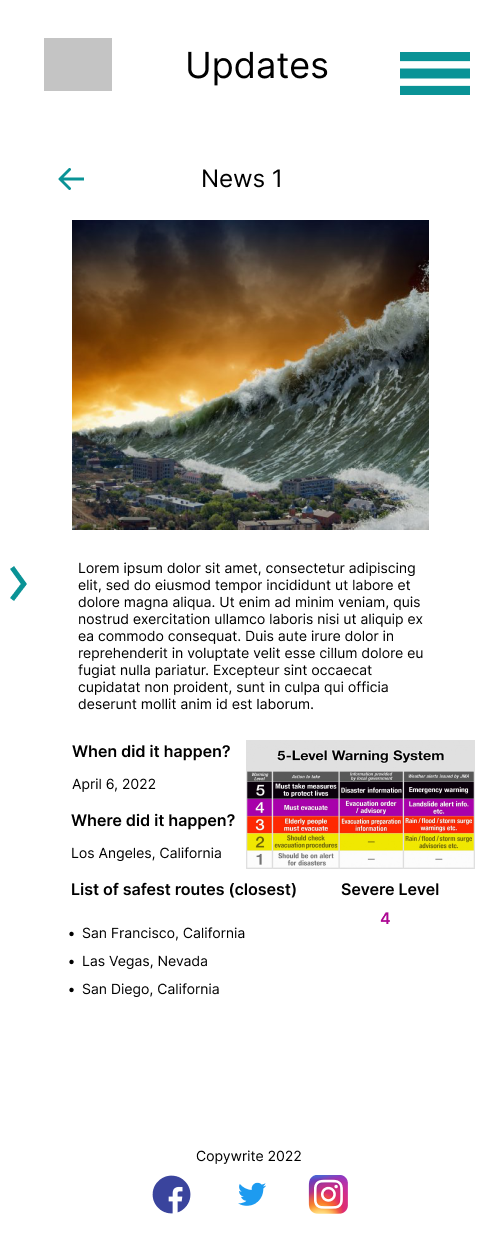 Updates
News 1
Lorem ipsum dolor sit amet, consectetur adipiscing
elit, sed do eiusmod tempor incididunt ut labore et
dolore magna aliqua. Ut enim ad minim veniam, quis
nostrud exercitation ullamco laboris nisi ut aliquip ex
ea commodo consequat. Duis aute irure dolor in
reprehenderit in voluptate velit esse cillum dolore eu
fugiat nulla pariatur. Excepteur sint occaecat
cupidatat non proident, sunt in culpa qui officia
deserunt mollit anim id est laborum.
When did it happen?
April 6, 2022
Where did it happen?
Los Angeles, California
5-Level Warning System
Warning Level Action to take Information provided by local government Weather alerts issued by JMA
5 Must take measures to protect lives Disaster information Emergency warning
4 Must evacuate Evacuation order / advisory Landslide alert info. etc.
3 Elderly people must evacuate Evacuation preparation information Rain / flood / storm surge warnings etc.
2 Should check evacuation procedures — Rain / flood / storm surge advisories etc.
1 Should be on alert for disasters — —
List of safest routes (closest)
Severe Level
4
• San Francisco, California
• Las Vegas, Nevada
• San Diego, California
Copywrite 2022